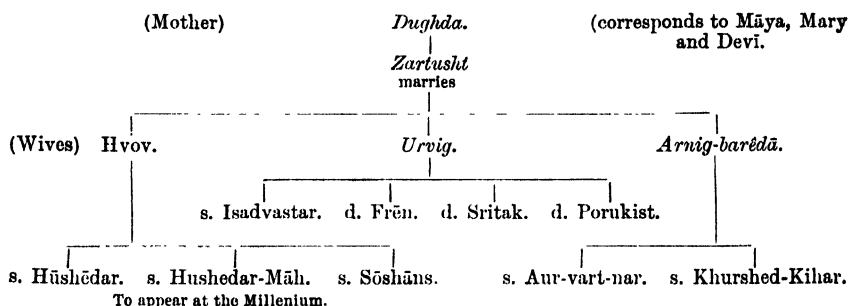 (Mother) Dughda. (corresponds to Māya, Mary
and Devī.
Zartusht
marries
(Wives) Hvov. Urvig. Arnig-barêdā.
s. Isadvastar. d. Frēn. d. Sritak. d. Porukist.
s. Hūshēdar. s. Hushedar-Māh. s. Sōshāns. s. Aur-vart-nar. s. Khurshed-Kihar.
To appear at the Millenium.